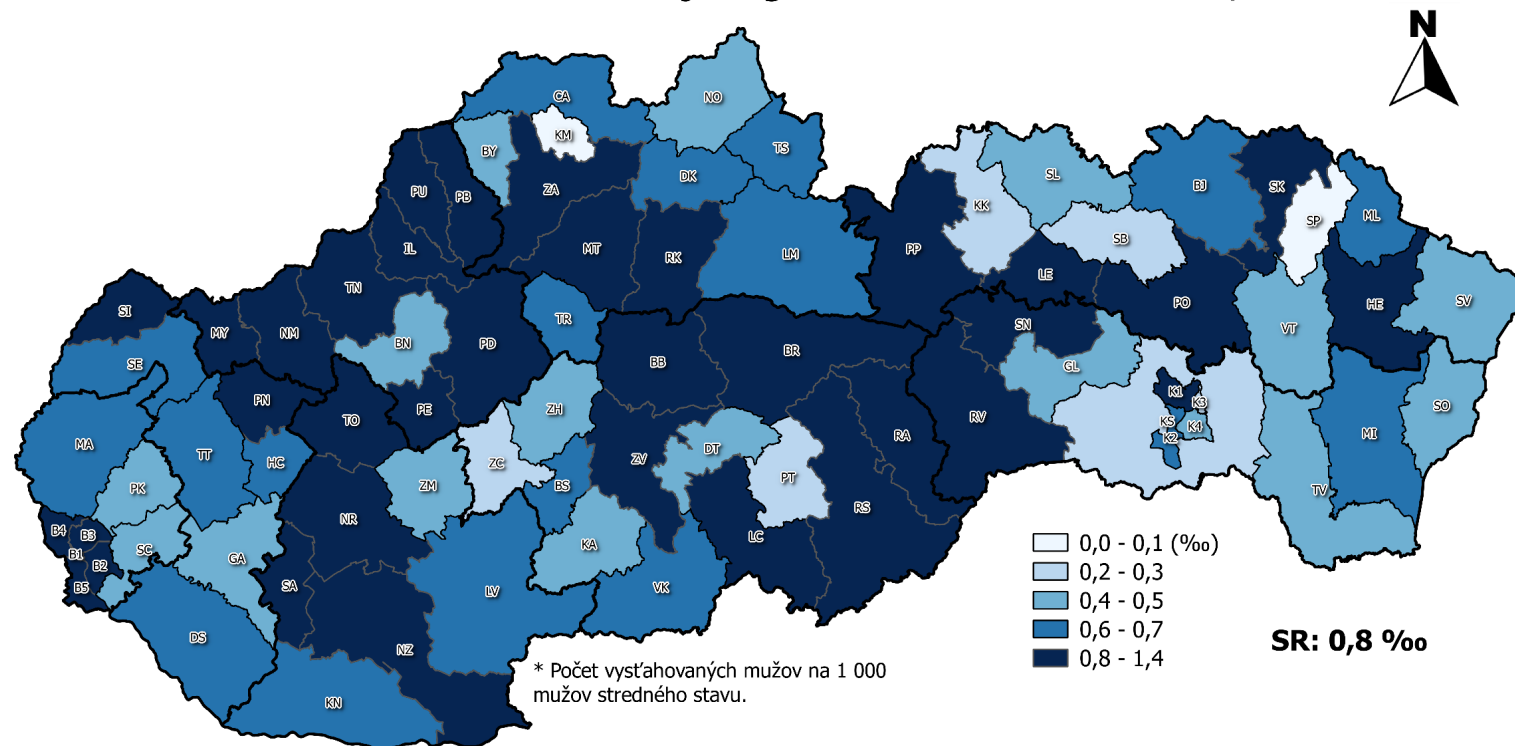 N
CA
NO
KM
BY
TS
ZA
DK
PU
PB
SL
BJ
SK
KK
SP
ML
IL
MT
RK
LM
PP
SB
LE
TN
PO
HE
SV
SI
MY
NM
TR
SN
VT
SE
BN
PD
BR
BB
GL
PN
K1
TO
PE
ZH
K3
SO
RV
KS
K4
K2
MA
TT
HC
ZC
ZV
DT
RA
MI
PK
ZM
BS
PT
TV
NR
RS
B4
B3
SC
GA
KA
LC
B1
B2
B5
SA
LV
VK
DS
NZ
KN
0,0 - 0,1 (‰)
0,2 - 0,3
0,4 - 0,5
0,6 - 0,7
0,8 - 1,4
SR: 0,8 ‰
* Počet vysťahovaných mužov na 1 000
mužov stredného stavu.